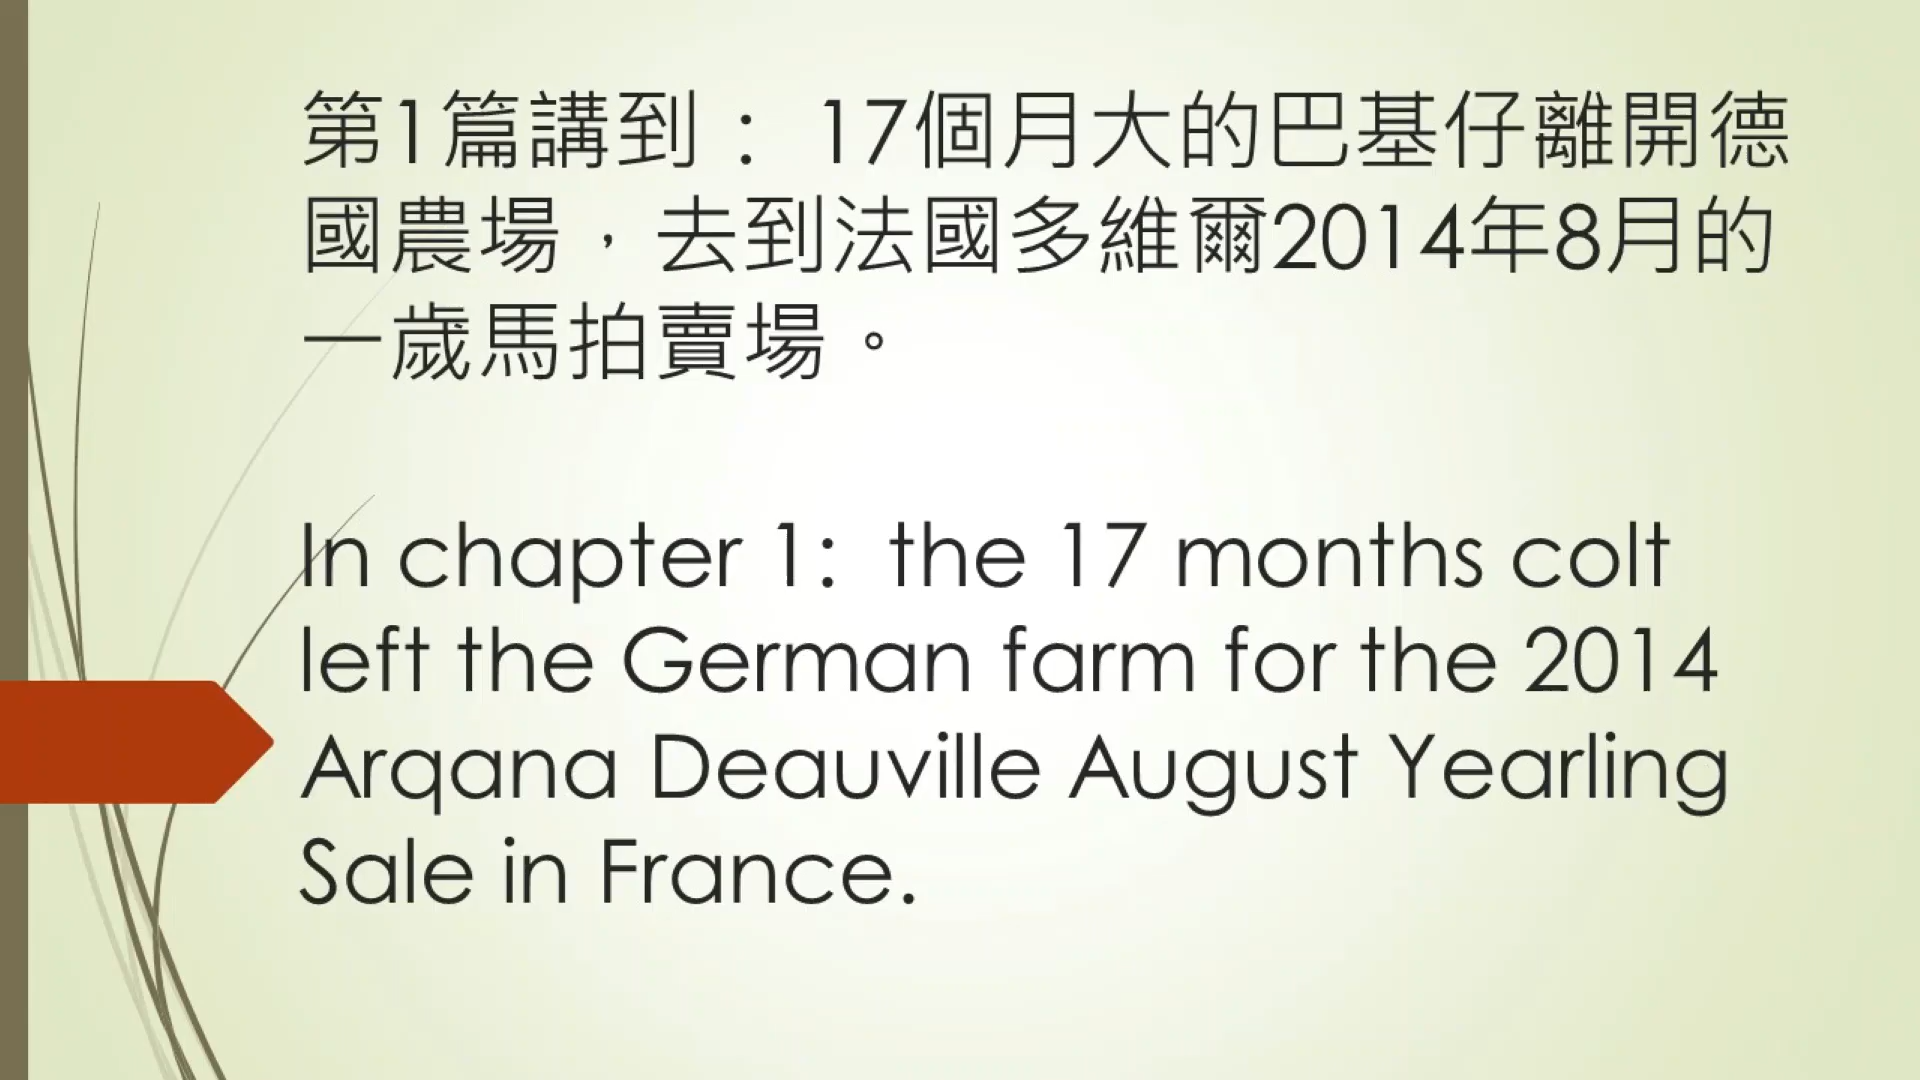 第1篇講到： 17個月大的巴基仔離開德
國農場，去到法國多維爾2014年8月的
一歲馬拍賣場。
In chapter 1:  the 17 months colt
left the German farm for the 2014
Arqana Deauville August Yearling
Sale in France.